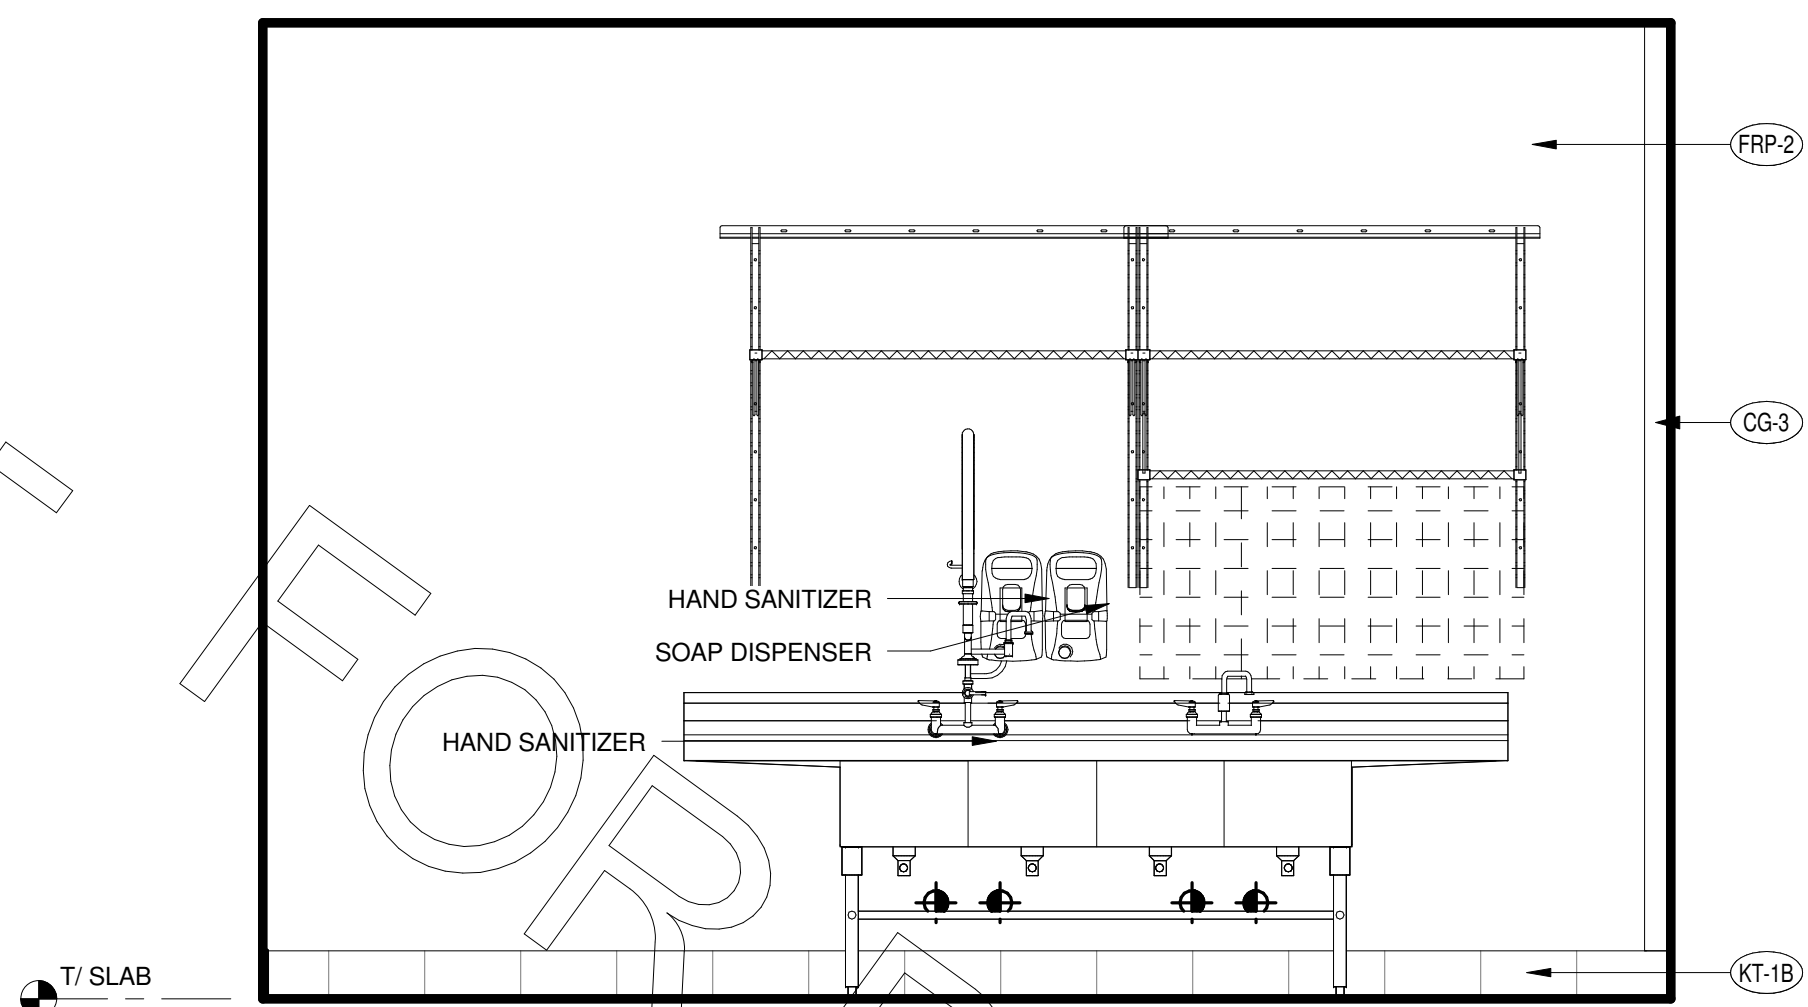 FRP-2
CG-3
HAND SANITIZER
SOAP DISPENSER
HAND SANITIZER
FOR
T/ SLAB
KT-1B